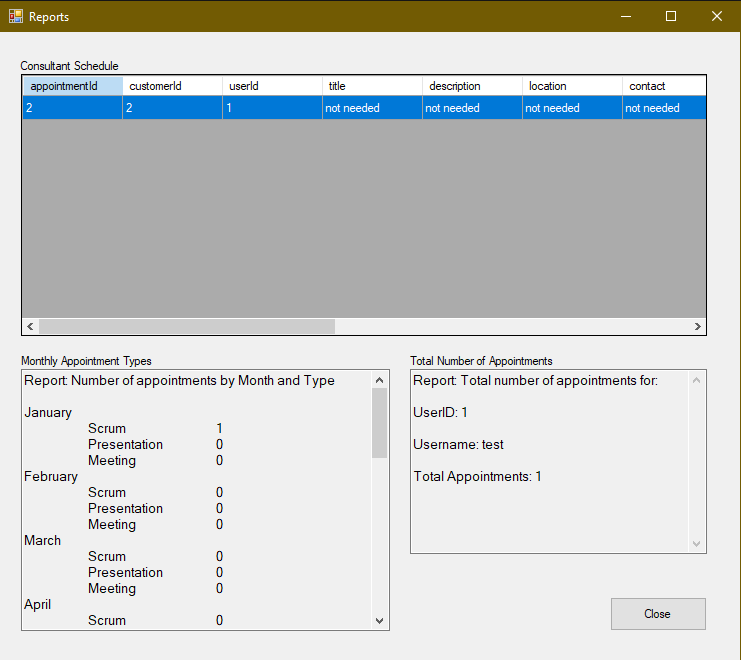 Reports
Consultant Schedule
appointmentId customerId userId title description location contact
2 2 1 not needed not needed not needed not needed
Monthly Appointment Types
Report: Number of appointments by Month and Type
January
Scrum 1
Presentation 0
Meeting 0
February
Scrum 0
Presentation 0
Meeting 0
March
Scrum 0
Presentation 0
Meeting 0
April
Scrum 0
Total Number of Appointments
Report: Total number of appointments for:
UserID: 1
Username: test
Total Appointments: 1
Close